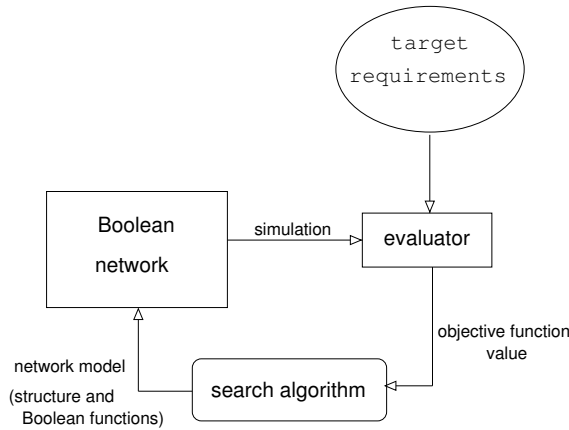 target
requirements
Boolean
network
simulation
evaluator
objective function
value
network model
(structure and
Boolean functions)
search algorithm